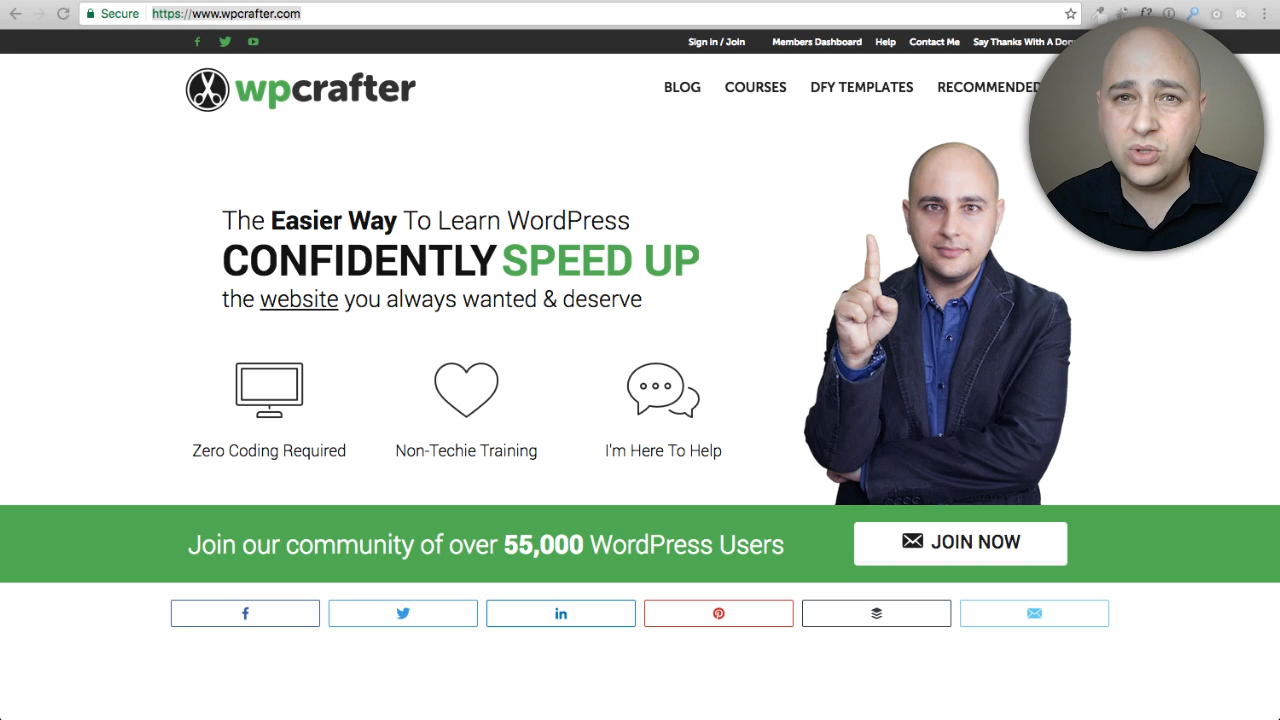 Secure
https://www.wpcrafter.com
f?
Sign in / Join
Members Dashboard
Help
Contact Me
Say Thanks With A
wpcrafter
BLOG
COURSES
DFY TEMPLATES
RECOMMENDED
The Easier Way To Learn WordPress
CONFIDENTLY SPEED UP
the website you always wanted & deserve
Zero Coding Required
Non-Techie Training
I'm Here To Help
Join our community of over 55,000 WordPress Users
JOIN NOW